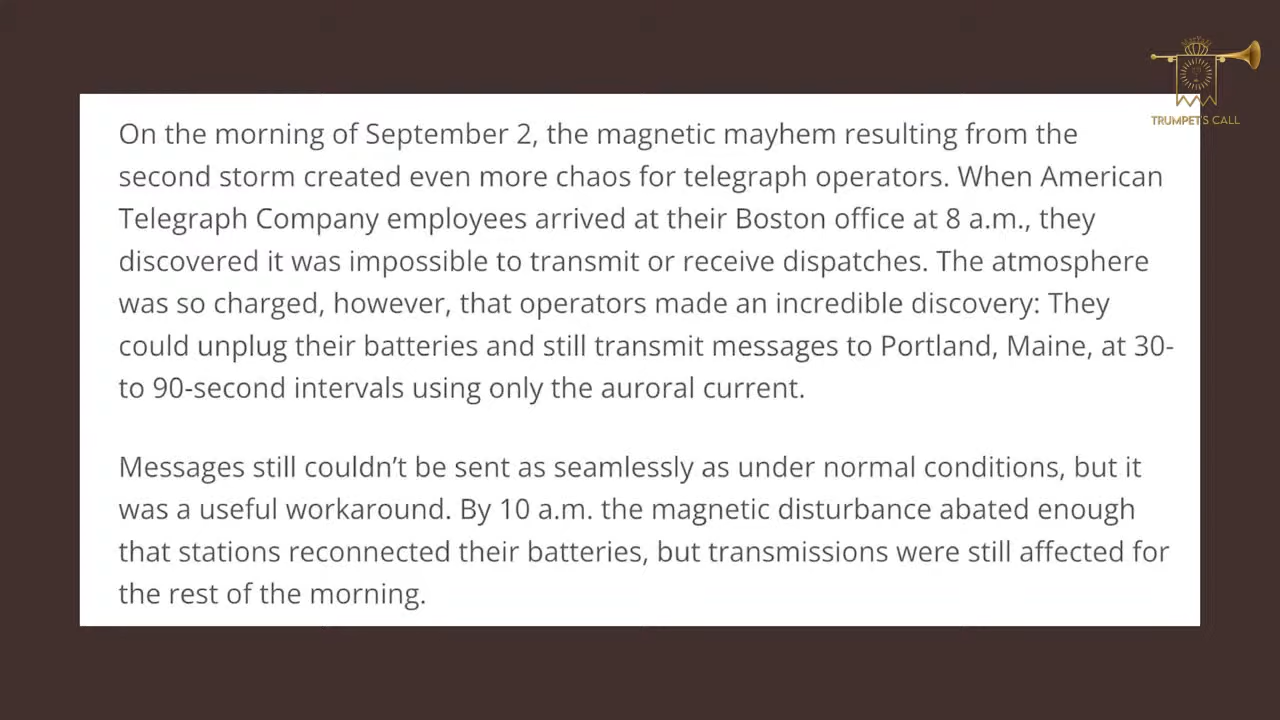 TRUMPET'S CALL
On the morning of September 2, the magnetic mayhem resulting from the
second storm created even more chaos for telegraph operators. When American
Telegraph Company employees arrived at their Boston office at 8 a.m., they
discovered it was impossible to transmit or receive dispatches. The atmosphere
was so charged, however, that operators made an incredible discovery: They
could unplug their batteries and still transmit messages to Portland, Maine, at 30-
to 90-second intervals using only the auroral current.
Messages still couldn’t be sent as seamlessly as under normal conditions, but it
was a useful workaround. By 10 a.m. the magnetic disturbance abated enough
that stations reconnected their batteries, but transmissions were still affected for
the rest of the morning.